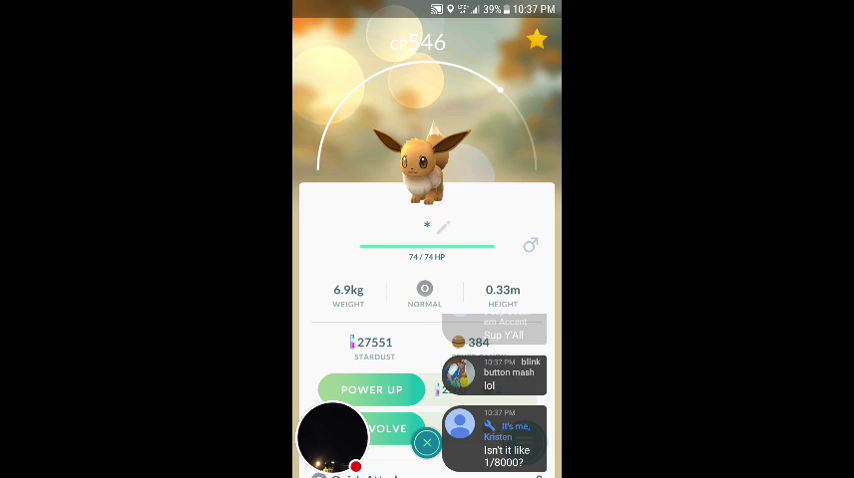 39% 10:37 PM
CP546
*
74 / 74 HP
6.9kg
WEIGHT
NORMAL
0.33m
HEIGHT
em Accent
Sup Y'All
27551
STARDUST
384
10:37 PM blink
button mash
lol
POWER UP
10:37 PM
It's me,
Kristen
Isn't it like
1/8000?
VOLVE